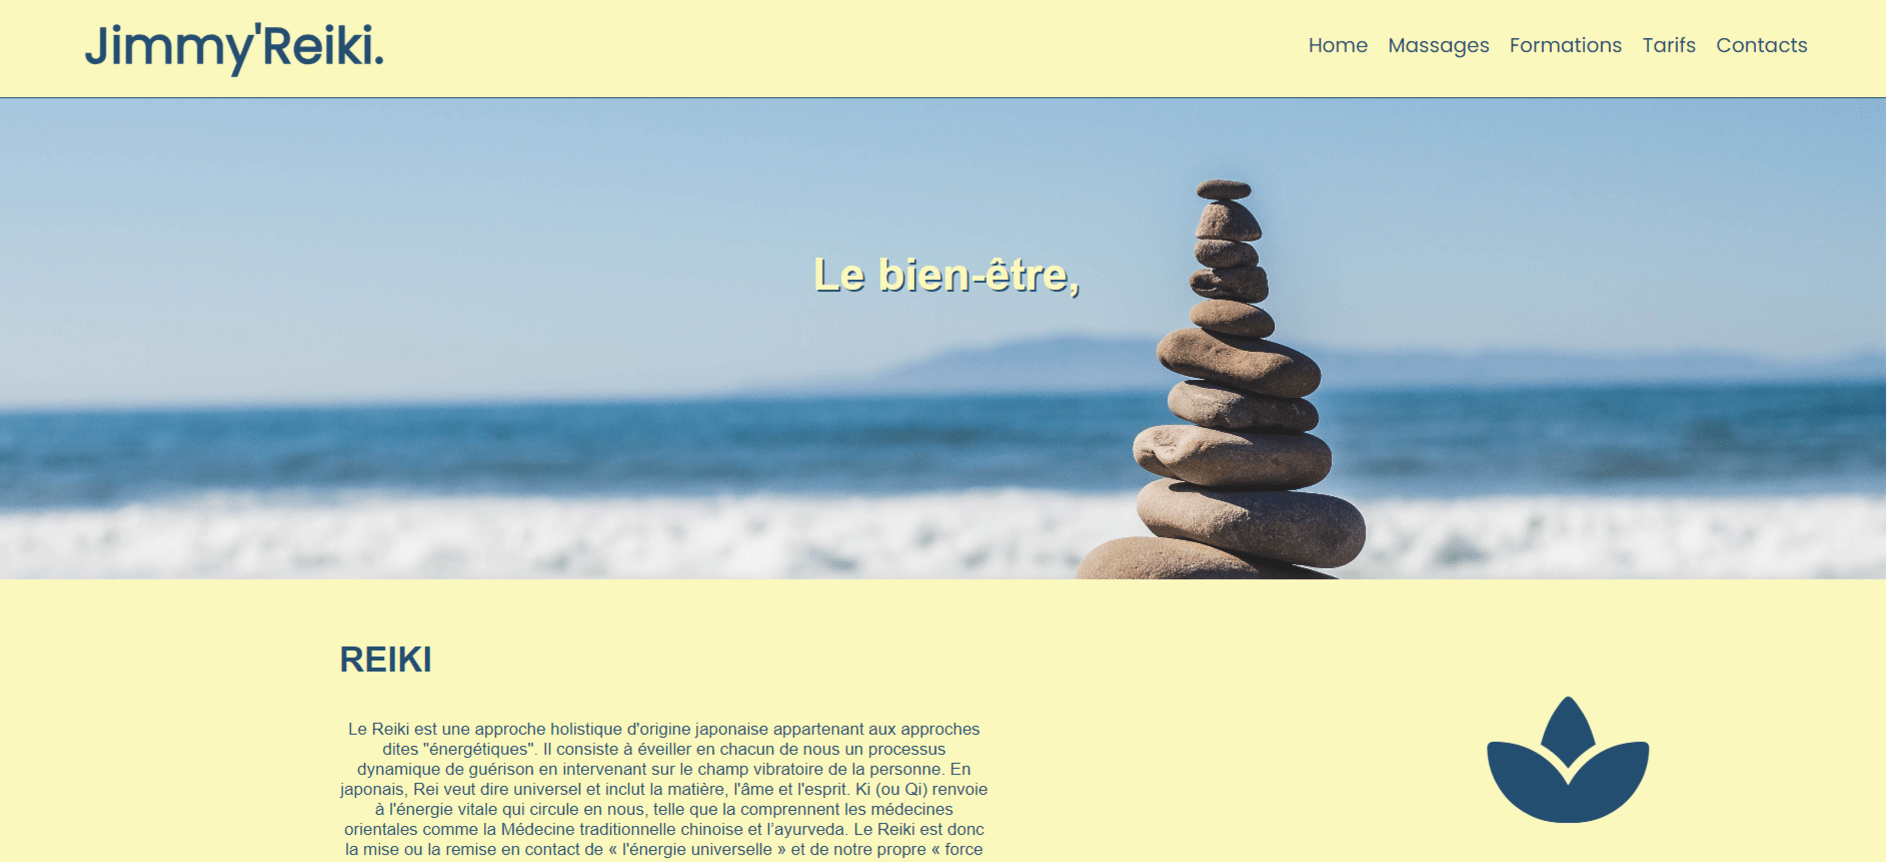 Jimmy'Reiki.
Home Massages Formations Tarifs Contacts
Le bien-être,
REIKI
Le Reiki est une approche holistique d'origine japonaise appartenant aux approches
dites "énergétiques". Il consiste à éveiller en chacun de nous un processus
dynamique de guérison en intervenant sur le champ vibratoire de la personne. En
japonais, Rei veut dire universel et inclut la matière, l'âme et l'esprit. Ki (ou Qi) renvoie
à l'énergie vitale qui circule en nous, telle que la comprennent les médecines
orientales comme la Médecine traditionnelle chinoise et l’ayurveda. Le Reiki est donc
la mise ou la remise en contact de « l'énergie universelle » et de notre propre « force